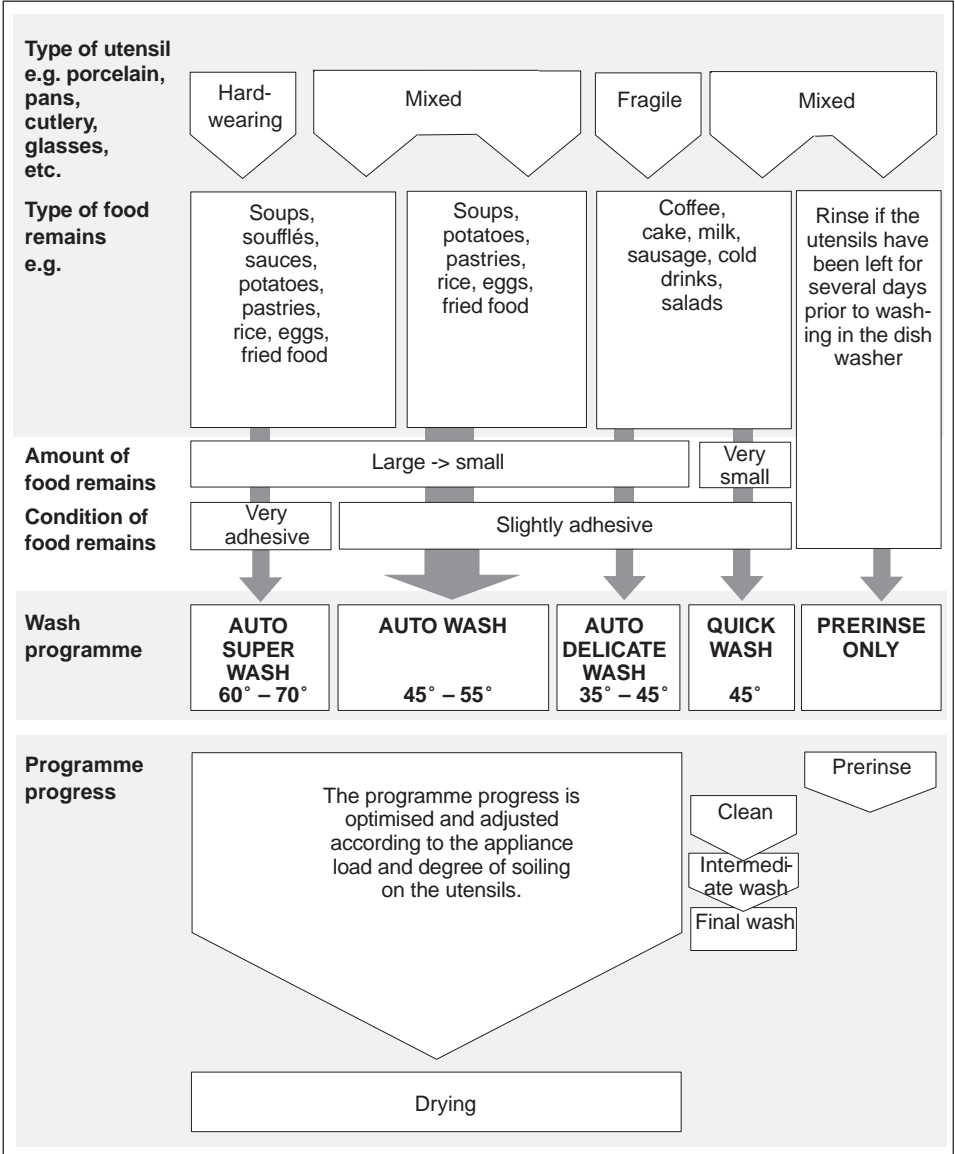 Type of utensil
e.g. porcelain,
pans,
cutlery,
glasses,
etc.
Hard-
wearing
Mixed
Fragile
Mixed
Type of food
remains
e.g.
Soups,
soufflés,
sauces,
potatoes,
pastries,
rice, eggs,
fried food
Soups,
potatoes,
pastries,
rice, eggs,
fried food
Coffee,
cake, milk,
sausage, cold
drinks,
salads
Rinse if the
utensils have
been left for
several days
prior to wash-
ing in the dish
washer
Amount of
food remains
Large -> small
Very
small
Condition of
food remains
Very
adhesive
Slightly adhesive
Wash
programme
AUTO
SUPER
WASH
60° – 70°
AUTO WASH
45° – 55°
AUTO
DELICATE
WASH
35° – 45°
QUICK
WASH
45°
PRERINSE
ONLY
Programme
progress
The programme progress is
optimised and adjusted
according to the appliance
load and degree of soiling
on the utensils.
Prerinse
Clean
Intermedi-
ate wash
Final wash
Drying